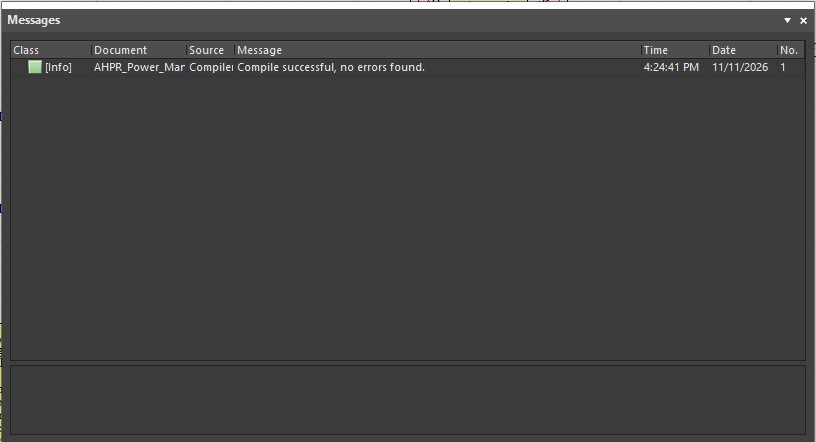 Messages
Class Document Source Message Time Date No.
[Info] AHPR_Power_Mar Compiler Compile successful, no errors found. 4:24:41 PM 11/11/2026 1